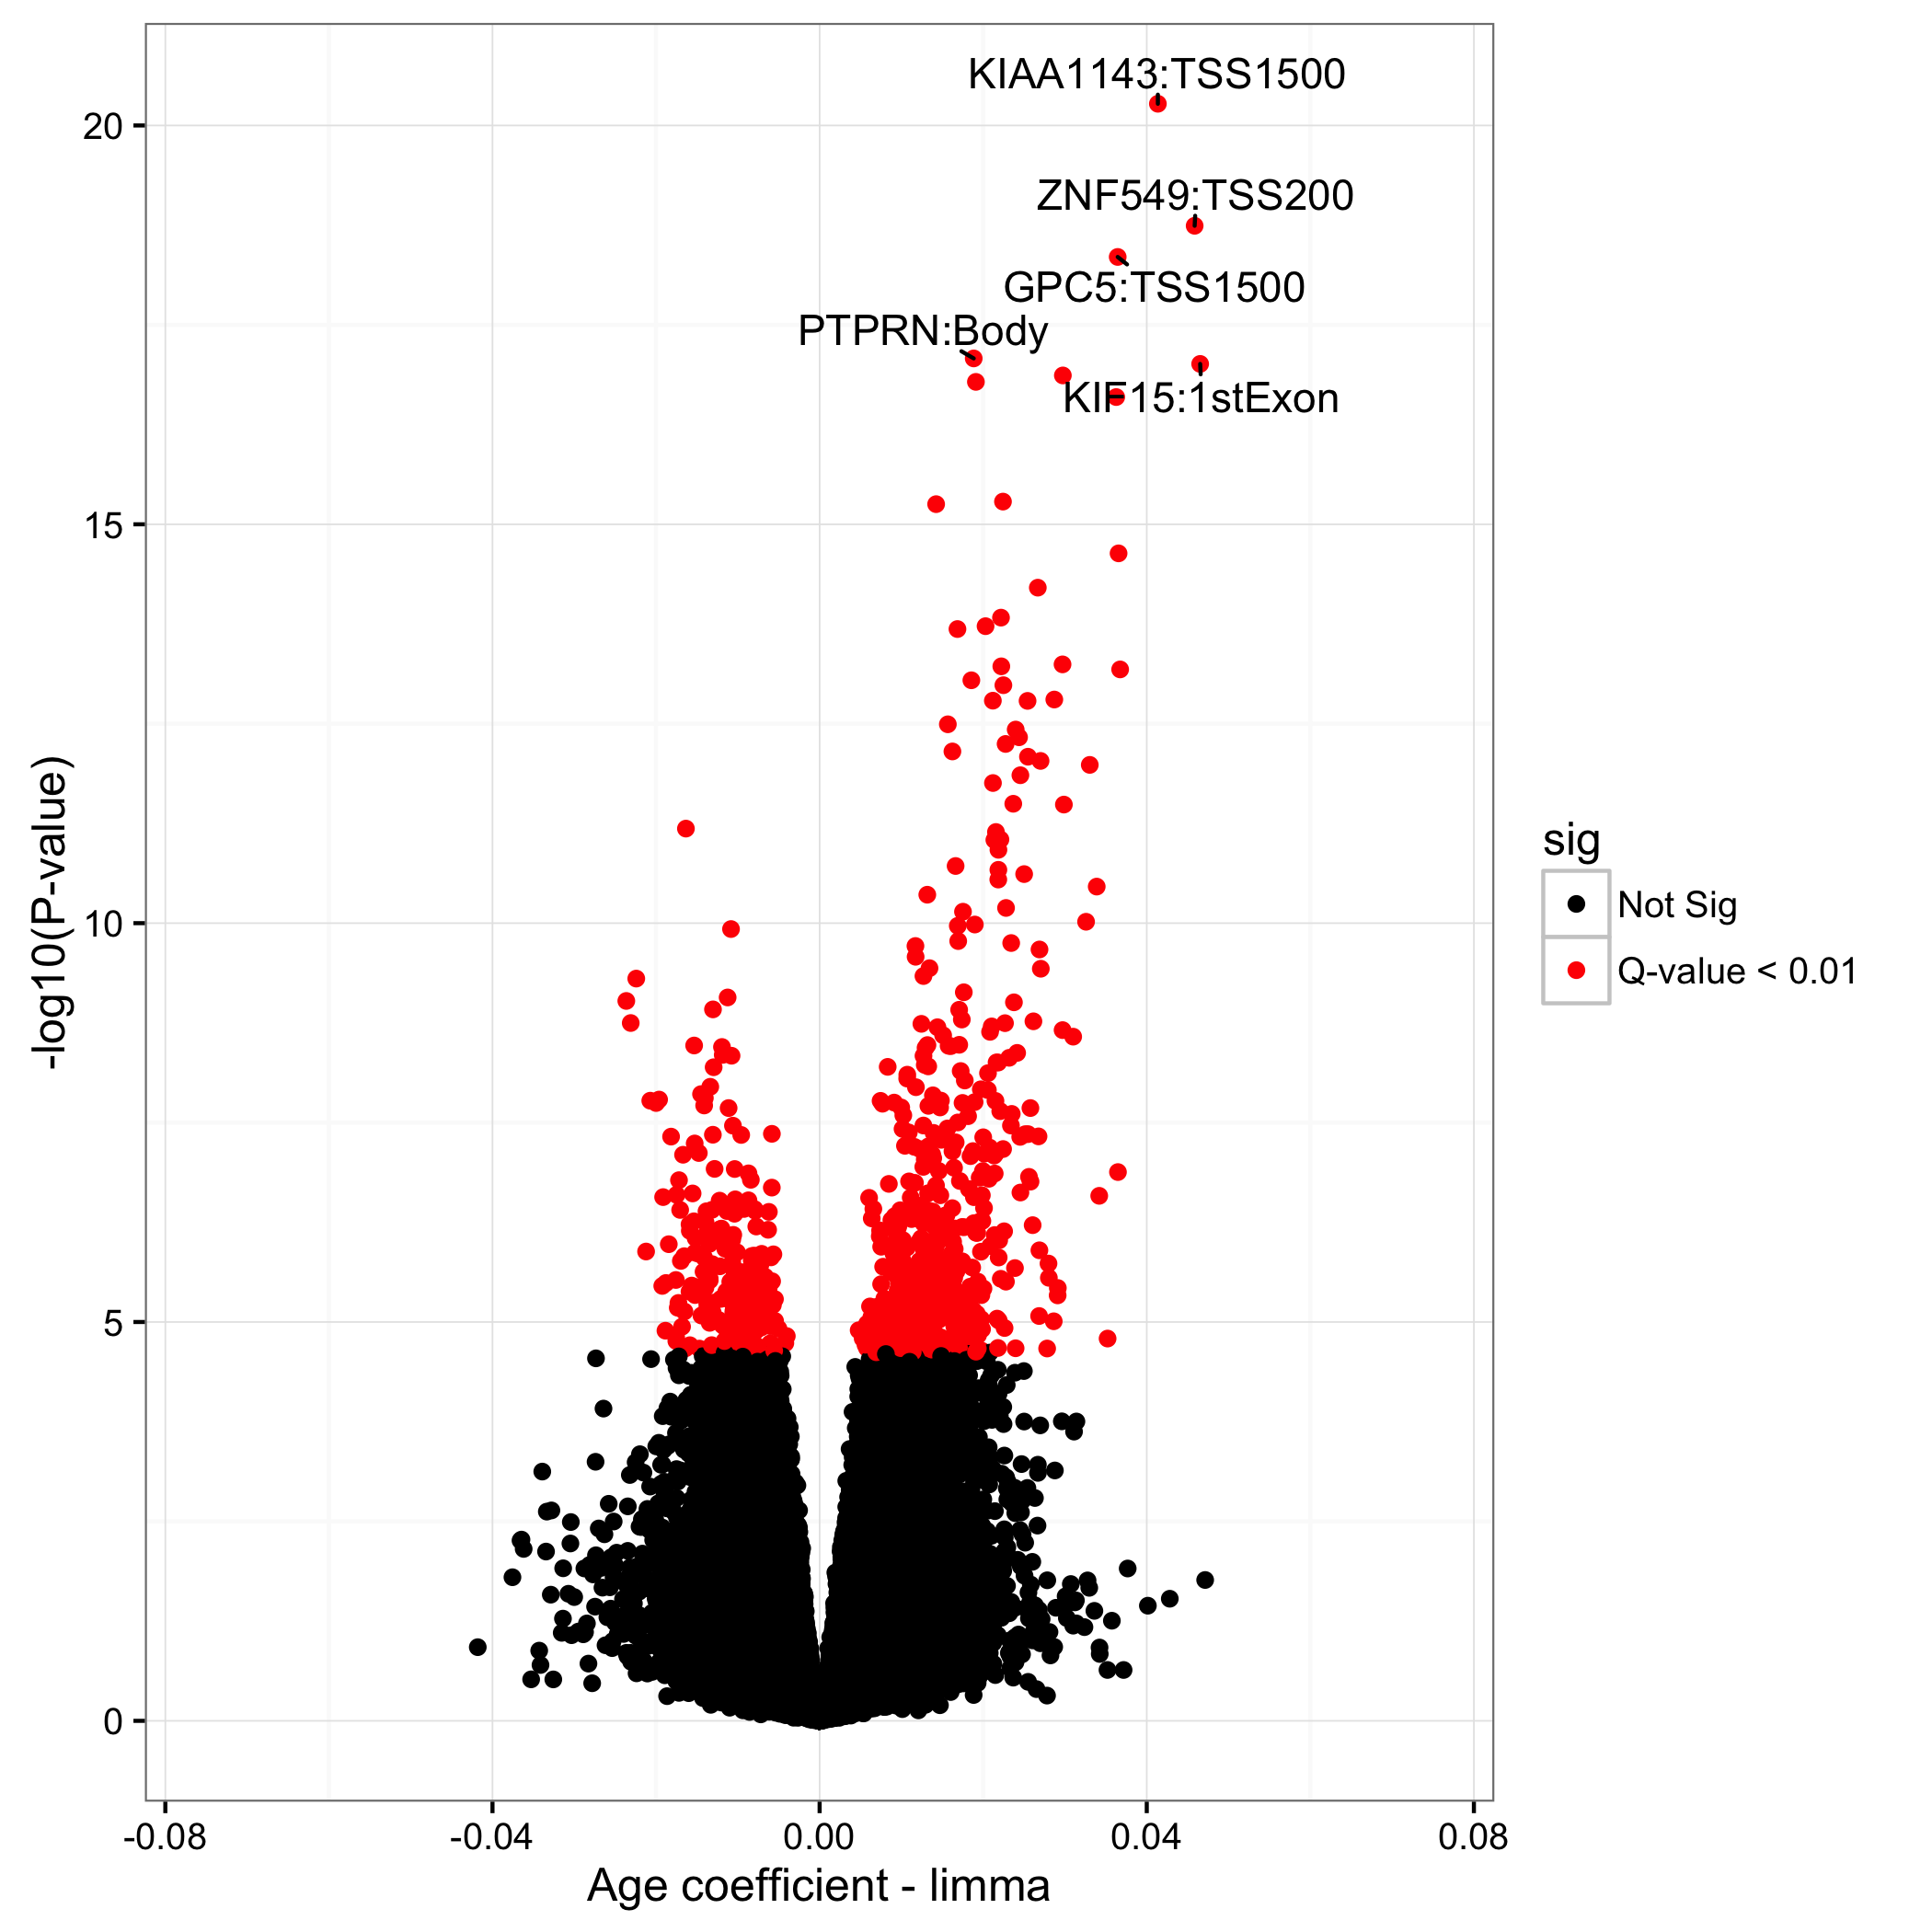 KIAA1143:TSS1500
ZNF549:TSS200
GPC5:TSS1500
PTPRN:Body
KIF15:1stExon
20
15
10
5
0
-log10(P-value)
-0.08
-0.04
0.00
0.04
0.08
Age coefficient - limma
sig
Not Sig
Q-value < 0.01